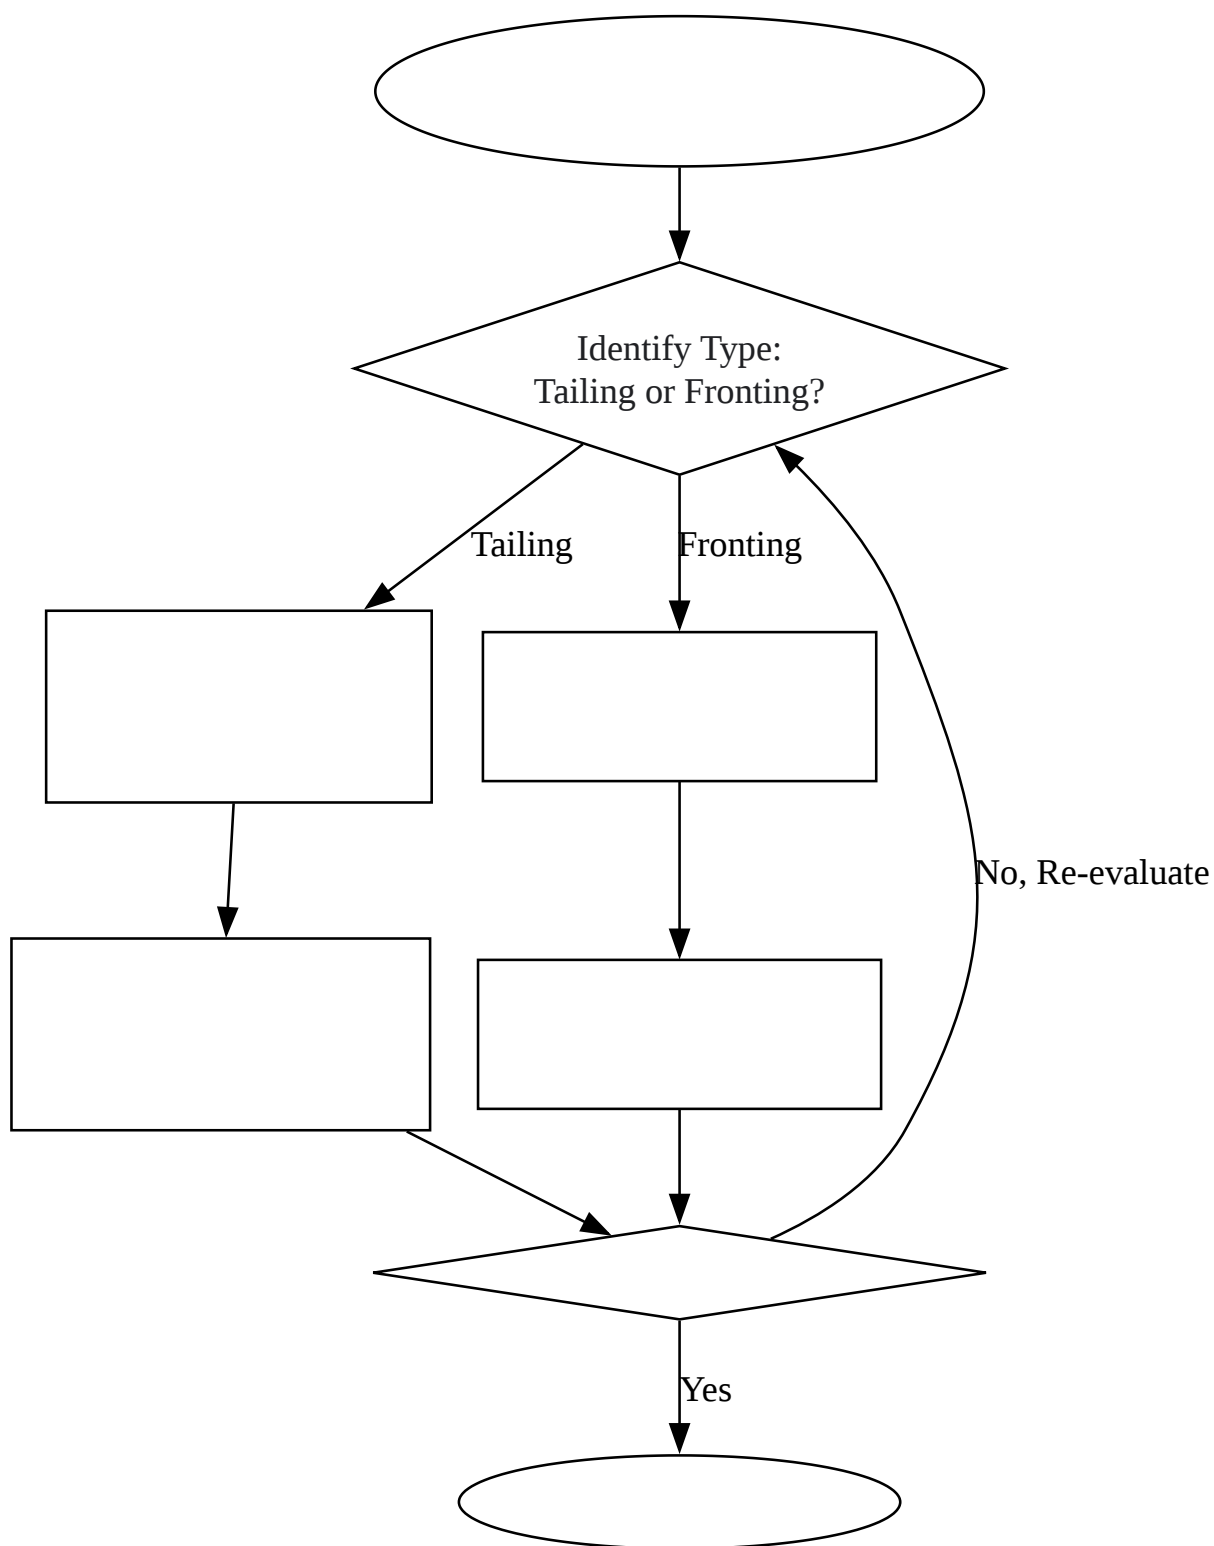 Identify Type:
Tailing or Fronting?
Tailing
Fronting
No, Re-evaluate
Yes